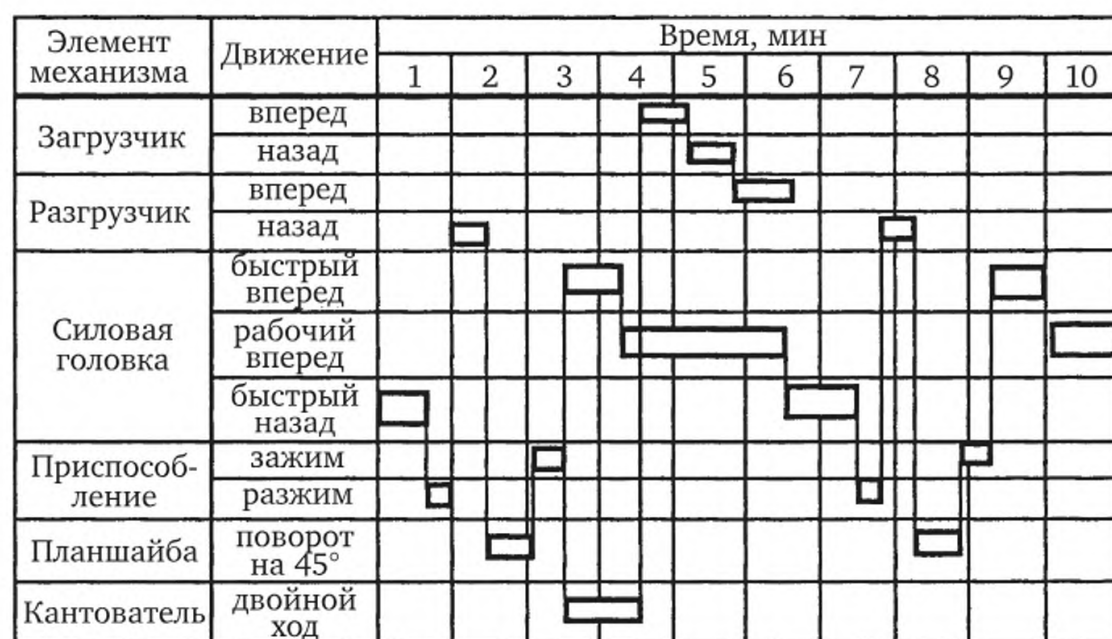 Элемент
механизма
Движение
Время, мин
1 2 3 4 5 6 7 8 9 10
Загрузчик
вперед
назад
Разгрузчик
вперед
назад
Силовая
головка
быстрый
вперед
рабочий
вперед
быстрый
назад
Приспособ-
ление
зажим
разжим
Планшайба
поворот
на 45°
Кантователь
двойной
ход